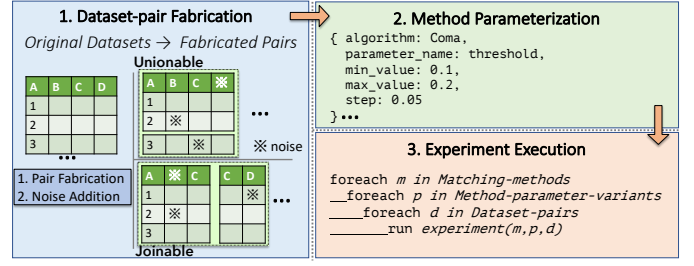 1. Dataset-pair Fabrication
Original Datasets → Fabricated Pairs
Unionable
A B C D
1
2
3
•••
A B C ※
1
2 ※
3 ※
•••
※ noise
1. Pair Fabrication
2. Noise Addition
A ※ C
1
2 ※
3
C D
※
•••
Joinable
2. Method Parameterization
{ algorithm: Coma,
parameter_name: threshold,
min_value: 0.1,
max_value: 0.2,
step: 0.05
} •••
3. Experiment Execution
foreach m in Matching-methods
__foreach p in Method-parameter-variants
____foreach d in Dataset-pairs
_______run experiment(m,p,d)